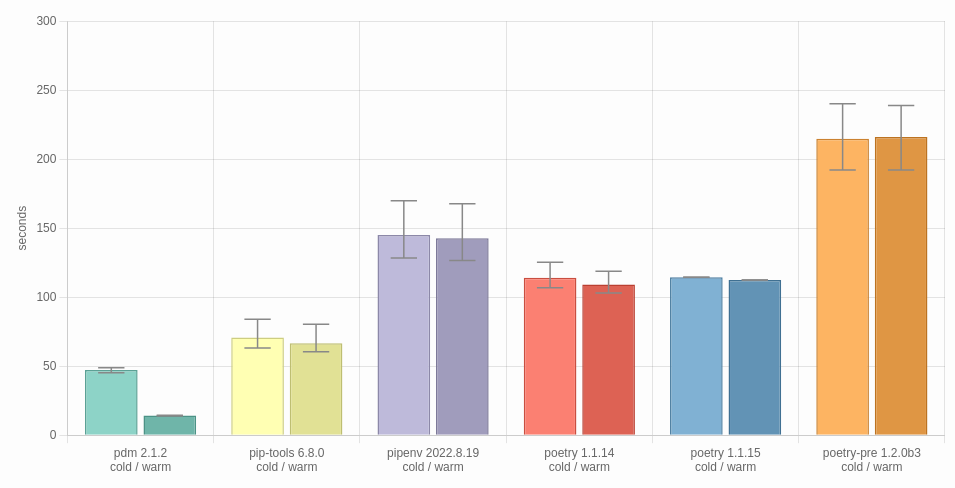 300
250
200
150
100
50
0
seconds
pdm 2.1.2
cold / warm
pip-tools 6.8.0
cold / warm
pipenv 2022.8.19
cold / warm
poetry 1.1.14
cold / warm
poetry 1.1.15
cold / warm
poetry-pre 1.2.0b3
cold / warm